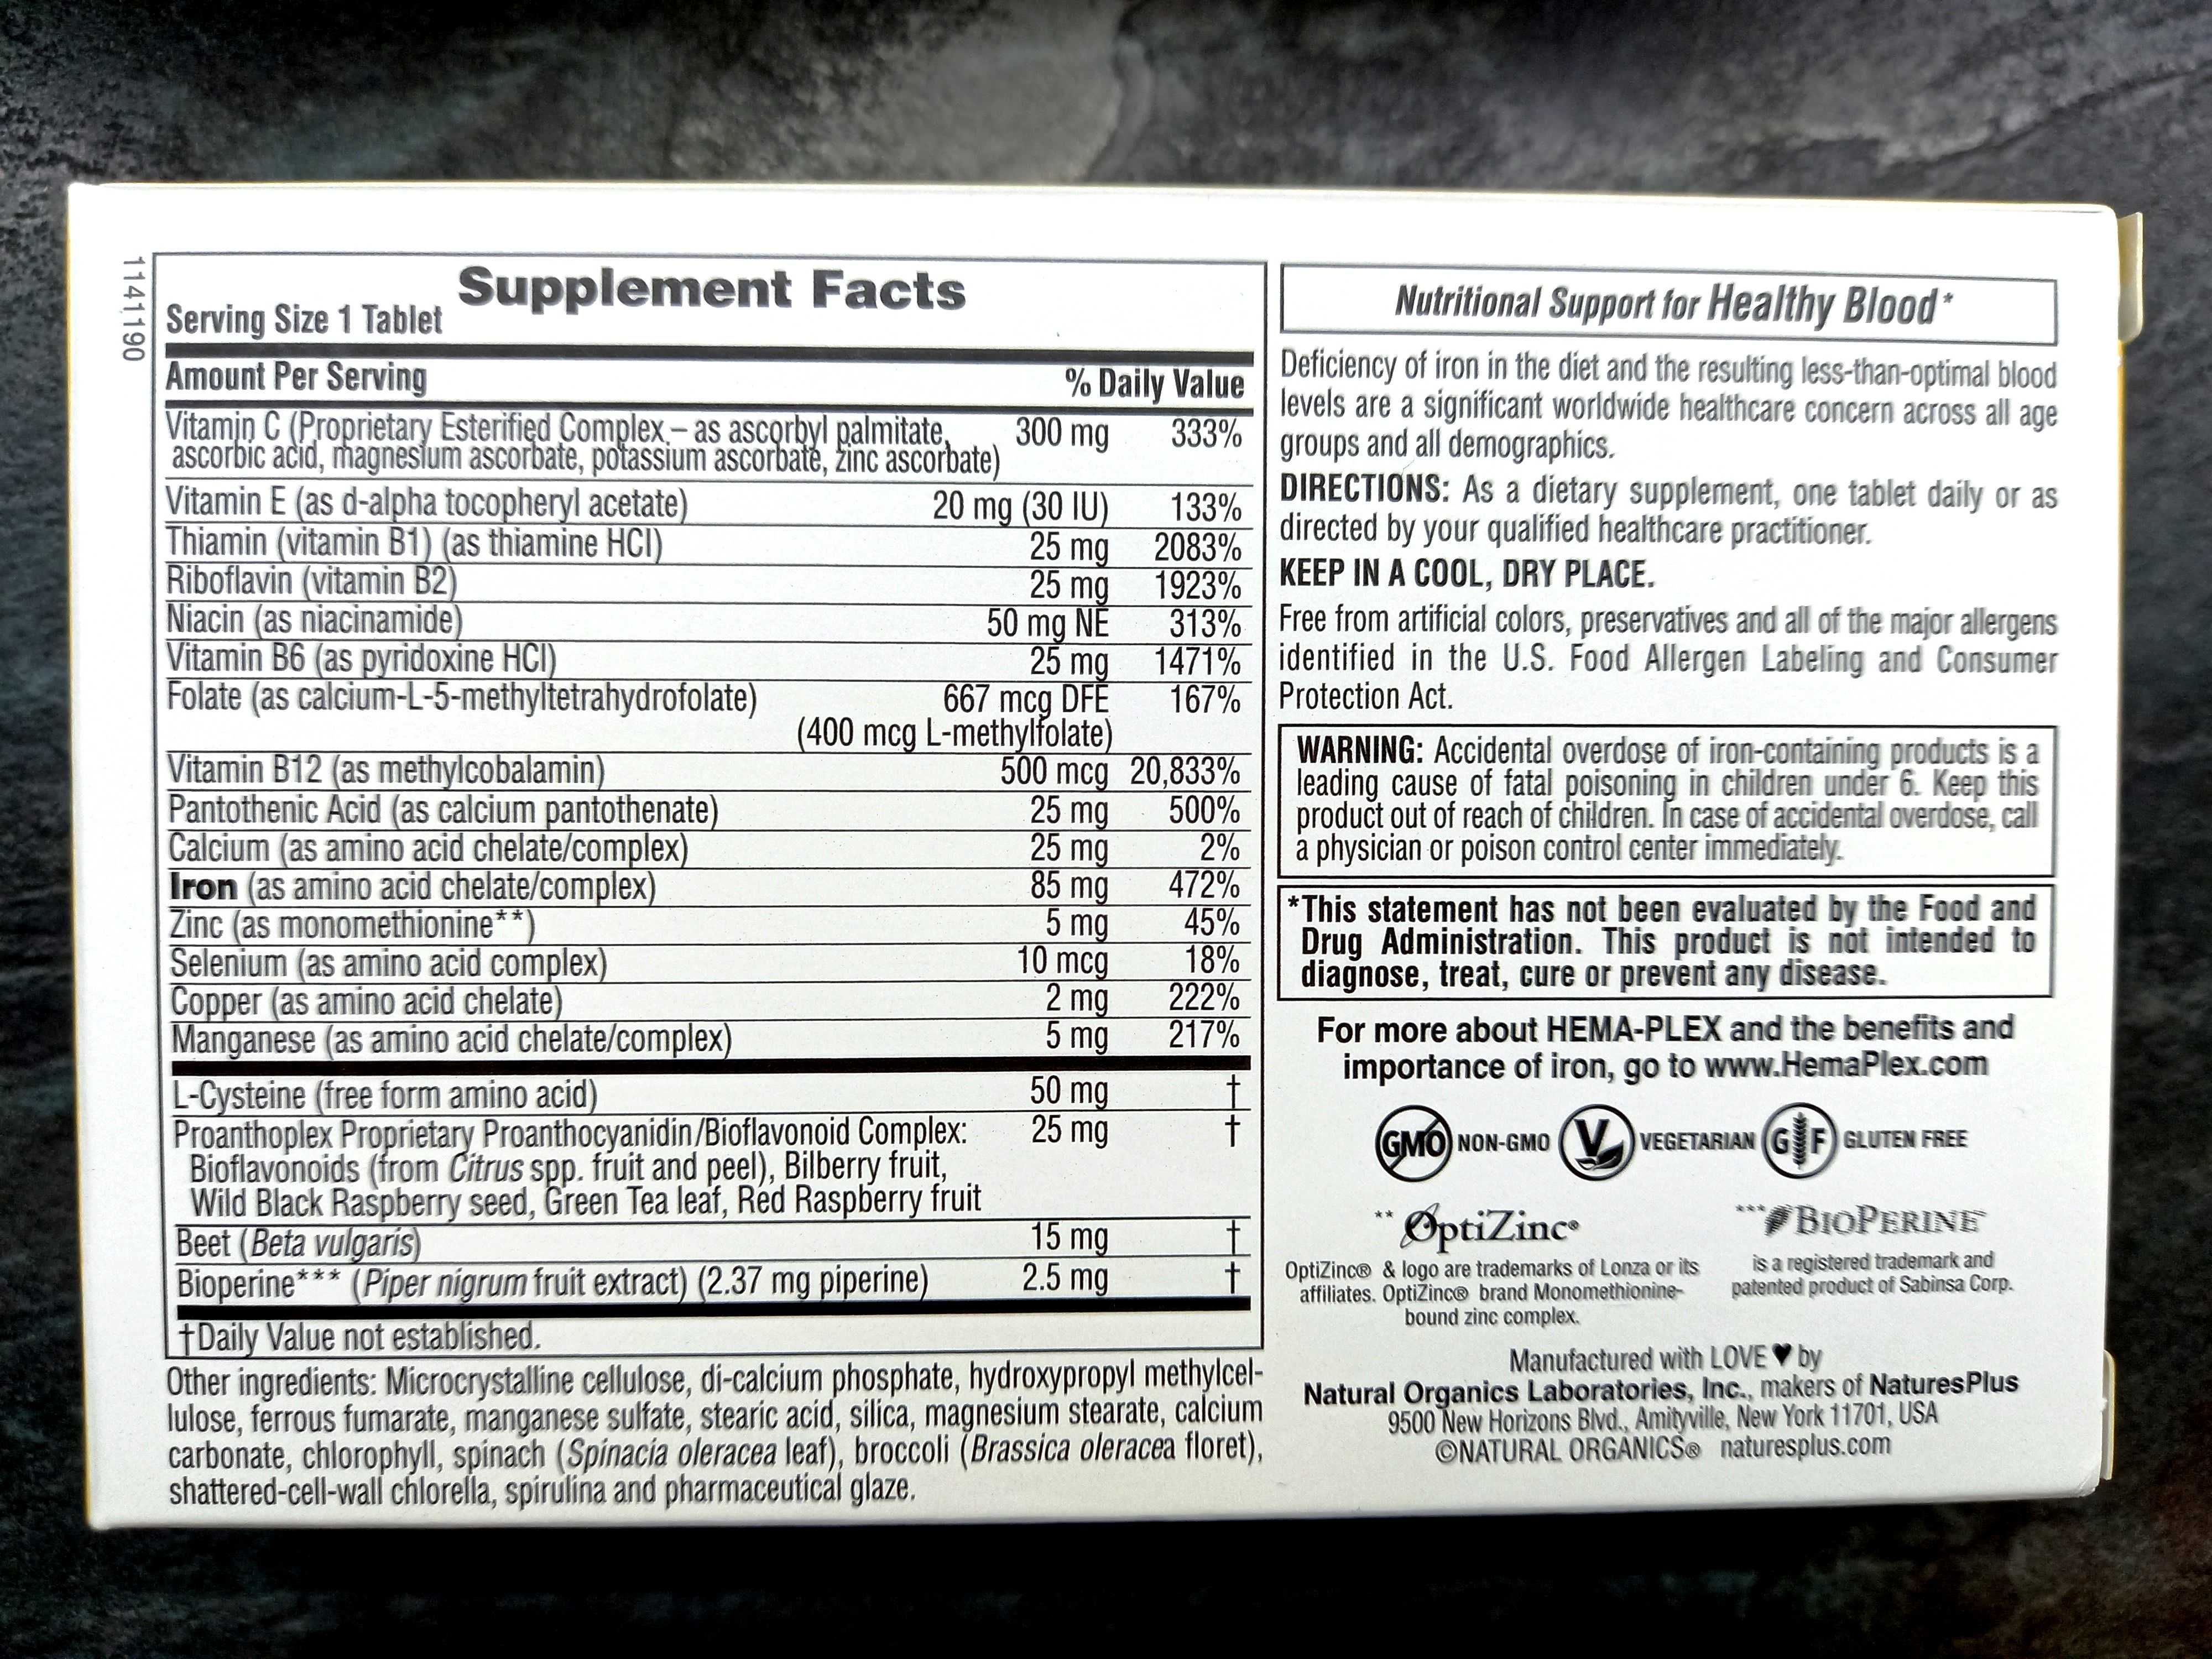 1141190
Supplement Facts
Serving Size 1 Tablet
Amount Per Serving % Daily Value
Vitamin C (Proprietary Esterified Complex – as ascorbyl palmitate, 300 mg 333%
ascorbic acid, magnesium ascorbate, potassium ascorbate, zinc ascorbate)
Vitamin E (as d-alpha tocopheryl acetate) 20 mg (30 IU) 133%
Thiamin (vitamin B1) (as thiamine HCl) 25 mg 2083%
Riboflavin (vitamin B2) 25 mg 1923%
Niacin (as niacinamide) 50 mg NE 313%
Vitamin B6 (as pyridoxine HCl) 25 mg 1471%
Folate (as calcium-L-5-methyltetrahydrofolate) 667 mcg DFE 167%
(400 mcg L-methylfolate)
Vitamin B12 (as methylcobalamin) 500 mcg 20,833%
Pantothenic Acid (as calcium pantothenate) 25 mg 500%
Calcium (as amino acid chelate/complex) 25 mg 2%
Iron (as amino acid chelate/complex) 85 mg 472%
Zinc (as monomethionine**) 5 mg 45%
Selenium (as amino acid complex) 10 mcg 18%
Copper (as amino acid chelate) 2 mg 222%
Manganese (as amino acid chelate/complex) 5 mg 217%
L-Cysteine (free form amino acid) 50 mg †
Proanthoplex Proprietary Proanthocyanidin/Bioflavonoid Complex: 25 mg †
Bioflavonoids (from Citrus spp. fruit and peel), Bilberry fruit,
Wild Black Raspberry seed, Green Tea leaf, Red Raspberry fruit
Beet (Beta vulgaris) 15 mg †
Bioperine*** (Piper nigrum fruit extract) (2.37 mg piperine) 2.5 mg †
†Daily Value not established.
Other ingredients: Microcrystalline cellulose, di-calcium phosphate, hydroxypropyl methylcel-
lulose, ferrous fumarate, manganese sulfate, stearic acid, silica, magnesium stearate, calcium
carbonate, chlorophyll, spinach (Spinacia oleracea leaf), broccoli (Brassica oleracea floret),
shattered-cell-wall chlorella, spirulina and pharmaceutical glaze.
Nutritional Support for Healthy Blood*
Deficiency of iron in the diet and the resulting less-than-optimal blood
levels are a significant worldwide healthcare concern across all age
groups and all demographics.
DIRECTIONS: As a dietary supplement, one tablet daily or as
directed by your qualified healthcare practitioner.
KEEP IN A COOL, DRY PLACE.
Free from artificial colors, preservatives and all of the major allergens
identified in the U.S. Food Allergen Labeling and Consumer
Protection Act.
WARNING: Accidental overdose of iron-containing products is a
leading cause of fatal poisoning in children under 6. Keep this
product out of reach of children. In case of accidental overdose, call
a physician or poison control center immediately.
*This statement has not been evaluated by the Food and
Drug Administration. This product is not intended to
diagnose, treat, cure or prevent any disease.
For more about HEMA-PLEX and the benefits and
importance of iron, go to www.HemaPlex.com
GMO NON-GMO V VEGETARIAN GF GLUTEN FREE
** OptiZinc®
OptiZinc® & logo are trademarks of Lonza or its
affiliates. OptiZinc® brand Monomethionine-
bound zinc complex.
*** BIOPERINE
is a registered trademark and
patented product of Sabinsa Corp.
Manufactured with LOVE ♥ by
Natural Organics Laboratories, Inc., makers of NaturesPlus
9500 New Horizons Blvd., Amityville, New York 11701, USA
©NATURAL ORGANICS® naturesplus.com